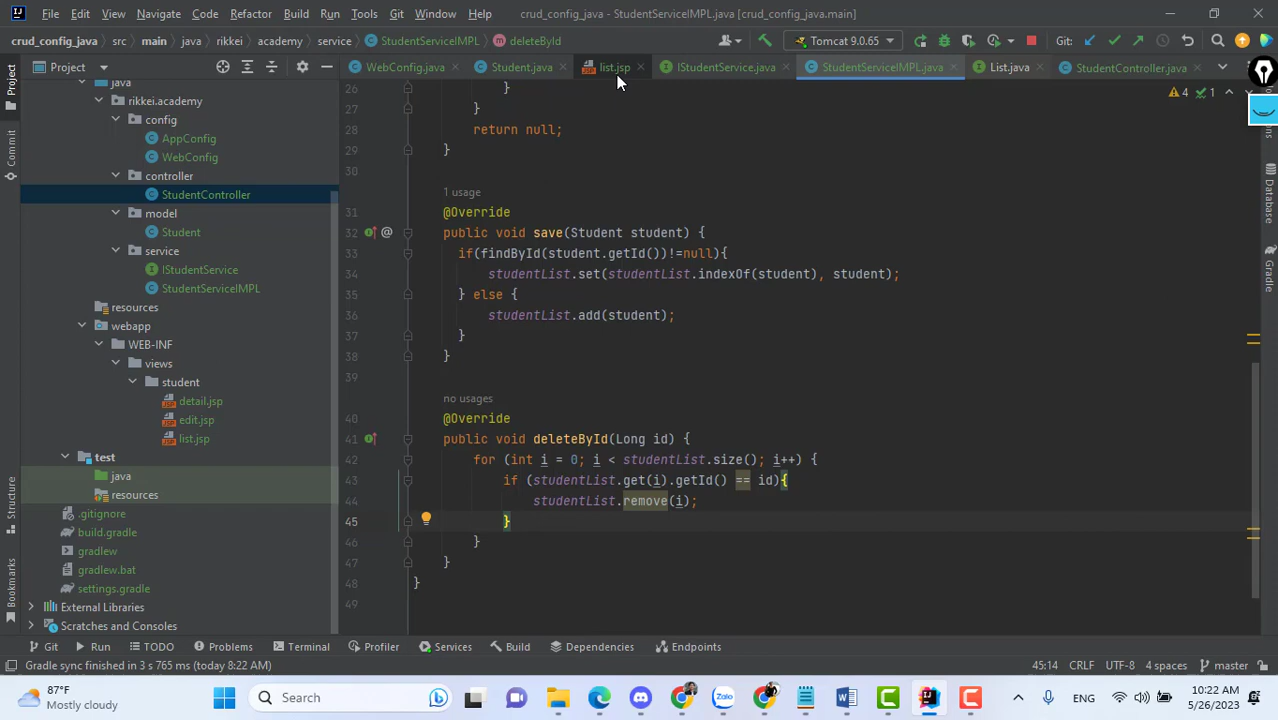 File Edit View Navigate Code Refactor Build Run Tools Git Window Help crud_config_java - StudentServiceIMPL.java [crud_config_java.main]
crud_config_java src main java rikkei academy service StudentServiceIMPL deleteById Tomcat 9.0.65
Project WebConfig.java Student.java list.jsp IStudentService.java StudentServiceIMPL.java List.java StudentController.java
Project
Commit
Structure
Bookmarks
java
rikkei.academy
config
AppConfig
WebConfig
controller
StudentController
model
Student
service
IStudentService
StudentServiceIMPL
resources
webapp
WEB-INF
views
student
detail.jsp
edit.jsp
list.jsp
test
java
resources
.gitignore
build.gradle
gradlew
gradlew.bat
settings.gradle
External Libraries
Scratches and Consoles
4 1
26 }
27 }
28 return null;
29 }
30
1 usage
31 @Override
32 @ public void save(Student student) {
33 if(findById(student.getId())!=null){
34 studentList.set(studentList.indexOf(student), student);
35 } else {
36 studentList.add(student);
37 }
38 }
39
no usages
40 @Override
41 public void deleteById(Long id) {
42 for (int i = 0; i < studentList.size(); i++) {
43 if (studentList.get(i).getId() == id){
44 studentList.remove(i);
45 }
46 }
47 }
48 }
49
Database
Gradle
Git Run TODO Problems Terminal Profiler Services Build Dependencies Endpoints
Gradle sync finished in 3 s 765 ms (today 8:22 AM) 45:14 CRLF UTF-8 4 spaces master
87°F
Mostly cloudy
Search
Zalo
ENG
10:22 AM
5/26/2023